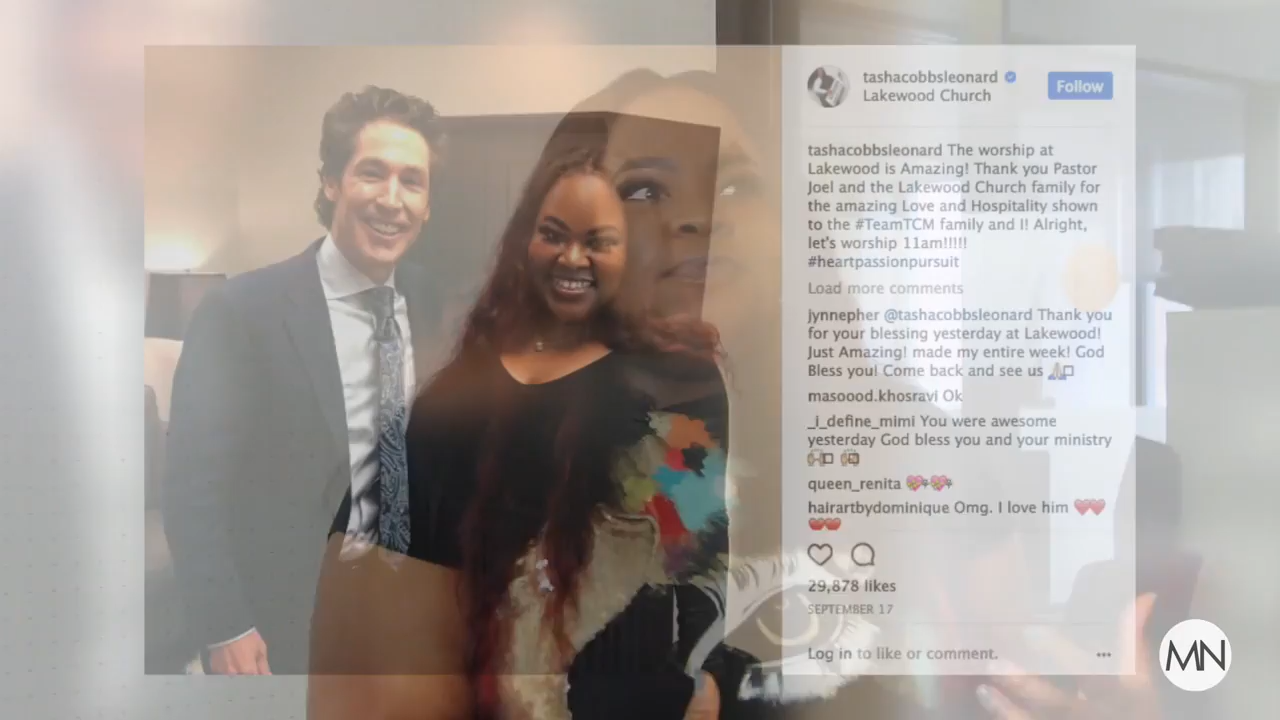 tashacobbsleonard
Lakewood Church
Follow
tashacobbsleonard The worship at
Lakewood is Amazing! Thank you Pastor
Joel and the Lakewood Church family for
the amazing Love and Hospitality shown
to the #TeamTCM family and I! Alright,
let's worship 11am!!!!!
#heartpassionpursuit
Load more comments
jynnepher @tashacobbsleonard Thank you
for your blessing yesterday at Lakewood!
Just Amazing! made my entire week! God
Bless you! Come back and see us 🙏🏼
masoood.khosravi Ok
_i_define_mimi You were awesome
yesterday God bless you and your ministry
queen_renita 💝💝
hairartbydominique Omg. I love him ❤️❤️
❤️❤️
29,878 likes
SEPTEMBER 17
Log in to like or comment.
MN